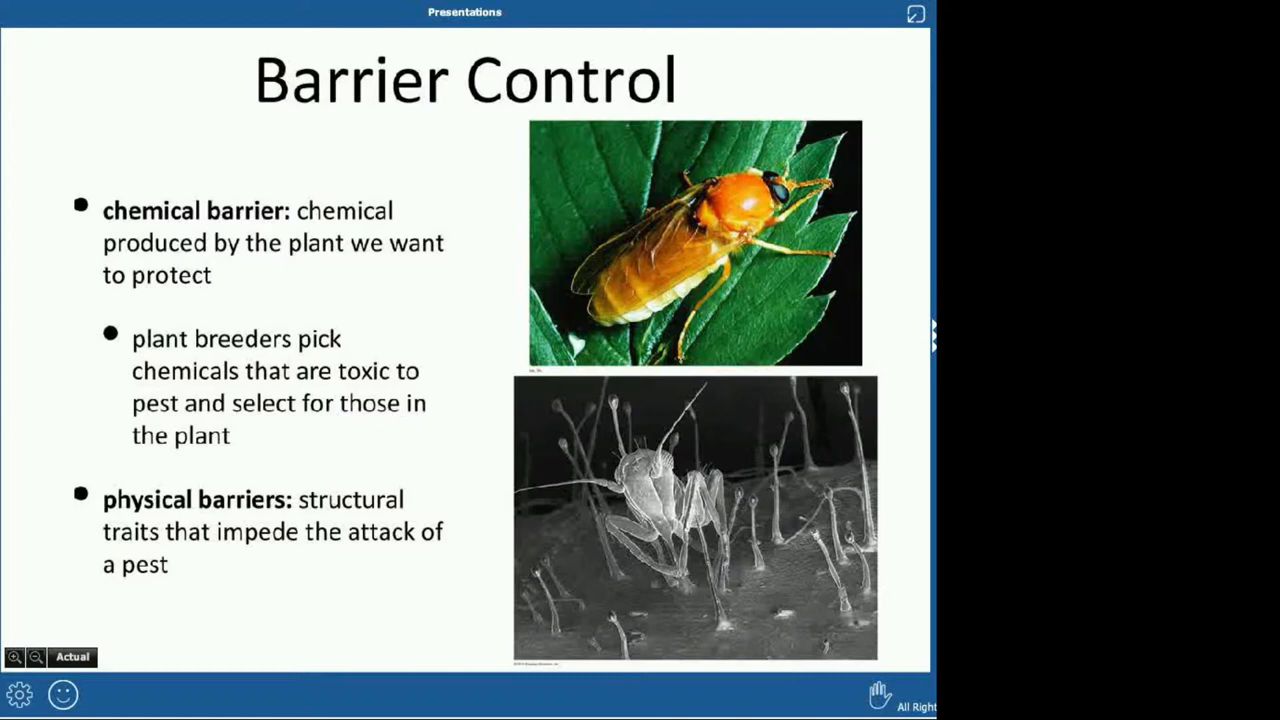 Presentations
Barrier Control
chemical barrier: chemical
produced by the plant we want
to protect
plant breeders pick
chemicals that are toxic to
pest and select for those in
the plant
physical barriers: structural
traits that impede the attack of
a pest
Actual
All Right